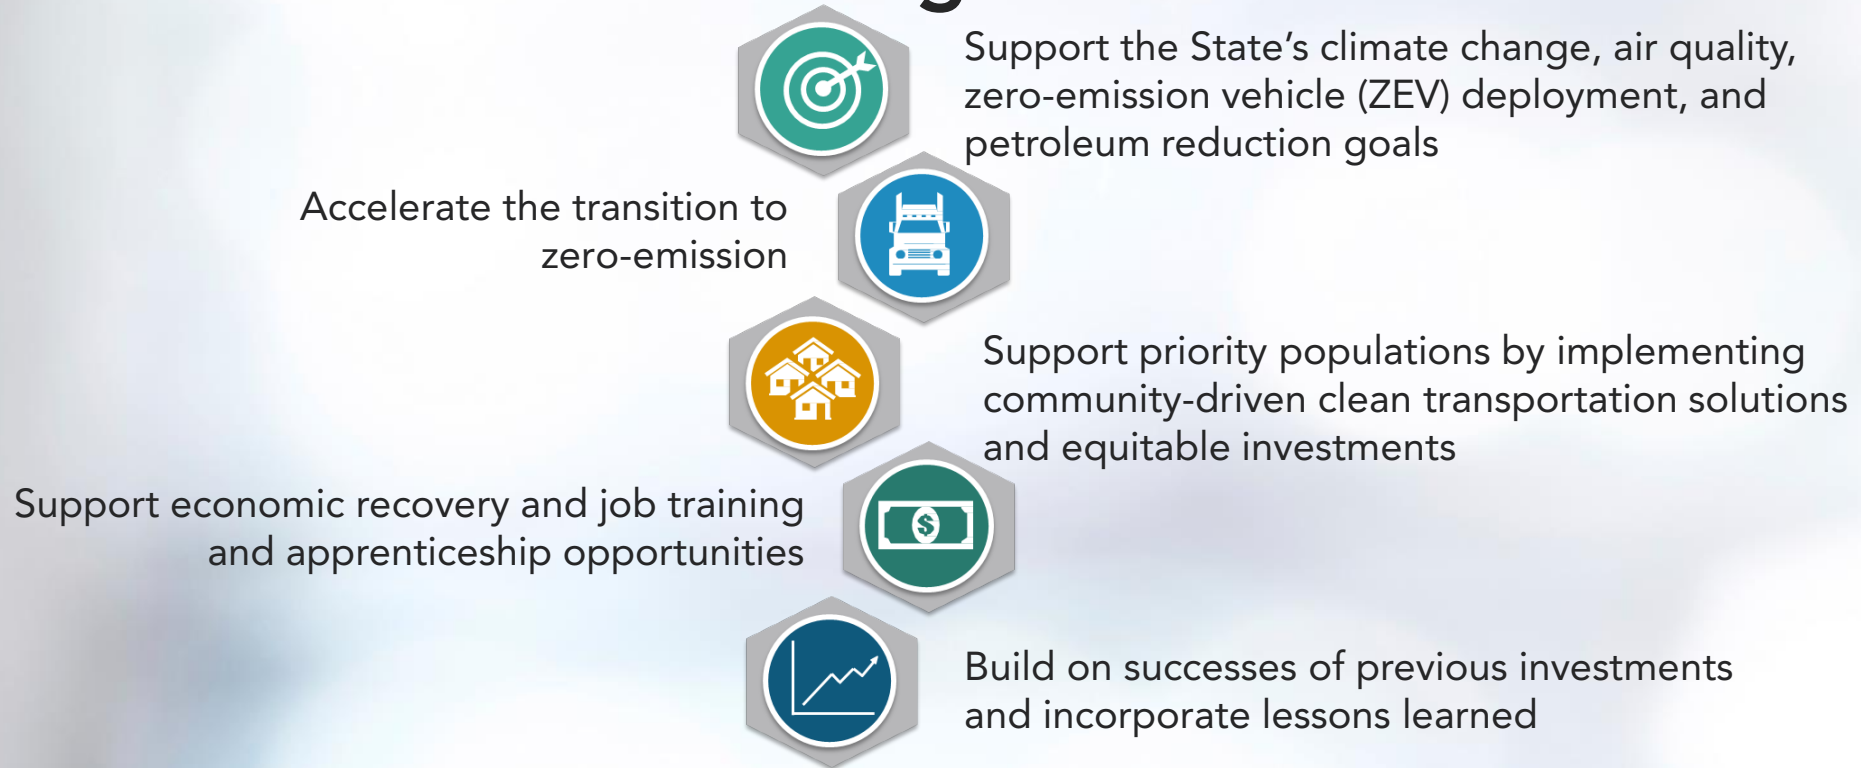 Support the State’s climate change, air quality,
zero-emission vehicle (ZEV) deployment, and
petroleum reduction goals
Accelerate the transition to
zero-emission
Support priority populations by implementing
community-driven clean transportation solutions
and equitable investments
Support economic recovery and job training
and apprenticeship opportunities
$
Build on successes of previous investments
and incorporate lessons learned